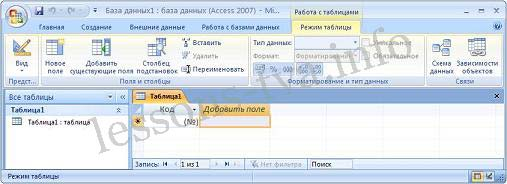 База данных1 : база данных (Access 2007) - Mi...
Работа с таблицами
Главная Создание Внешние данные Работа с базами данных Режим таблицы
Вид
Предст...
Новое поле
Добавить существующие поля
Столбец подстановок
Вставить
Удалить
Переименовать
Поля и столбцы
Тип данных:
Формат: Форматирование
% 000
Уникальное
Обязательное
Форматирование и тип данных
Схема данных
Зависимости объектов
Связи
Все таблицы
Таблица1
Таблица1 : таблица
Таблица1
Код Добавить поле
(№)
Запись: 1 из 1 Нет фильтра Поиск
Режим таблицы